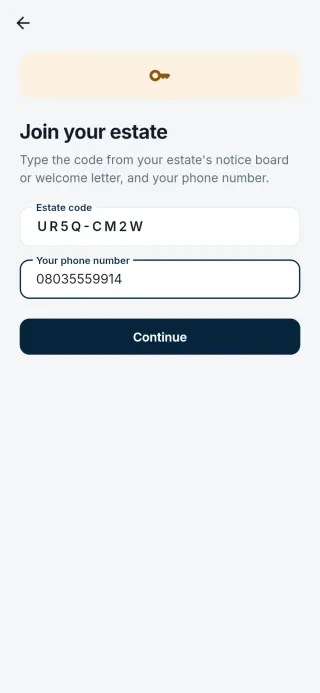 Join your estate
Type the code from your estate's notice board
or welcome letter, and your phone number.
Estate code
UR5Q-CM2W
Your phone number
08035559914
Continue